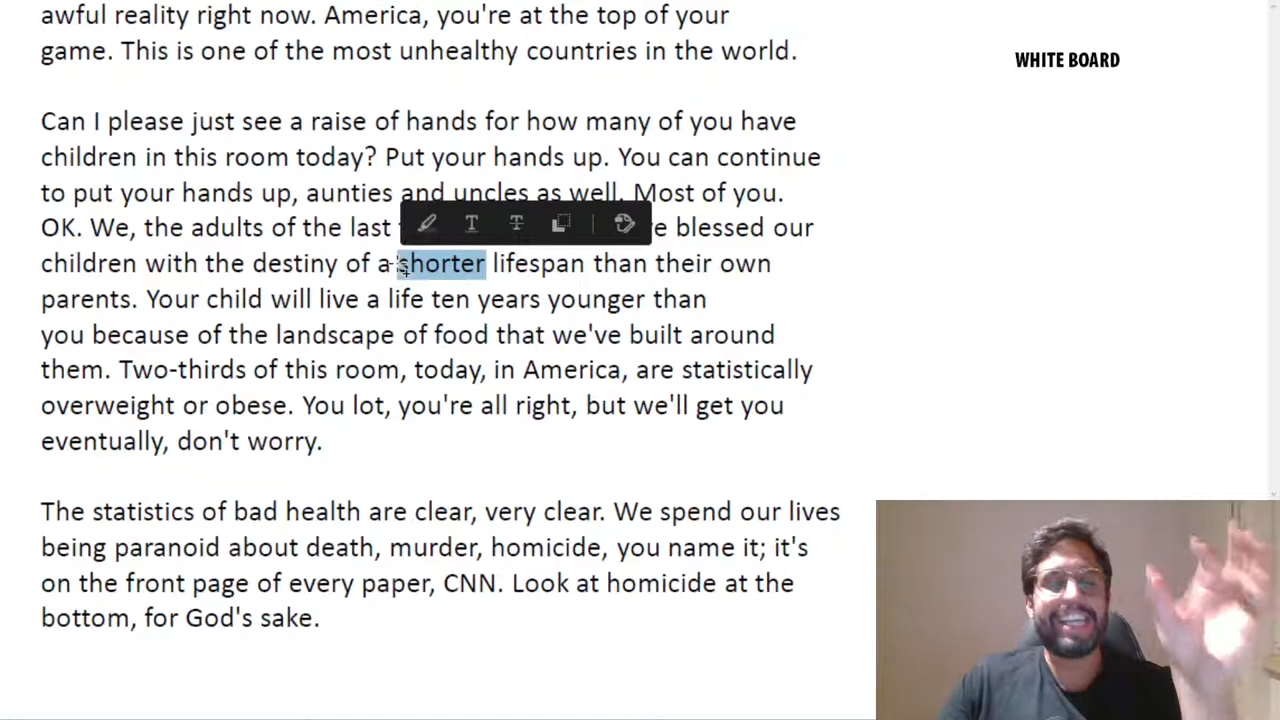 awful reality right now. America, you're at the top of your
game. This is one of the most unhealthy countries in the world.
WHITE BOARD
Can I please just see a raise of hands for how many of you have
children in this room today? Put your hands up. You can continue
to put your hands up, aunties and uncles as well. Most of you.
OK. We, the adults of the last e blessed our
children with the destiny of a shorter lifespan than their own
parents. Your child will live a life ten years younger than
you because of the landscape of food that we've built around
them. Two-thirds of this room, today, in America, are statistically
overweight or obese. You lot, you're all right, but we'll get you
eventually, don't worry.
The statistics of bad health are clear, very clear. We spend our lives
being paranoid about death, murder, homicide, you name it; it's
on the front page of every paper, CNN. Look at homicide at the
bottom, for God's sake.